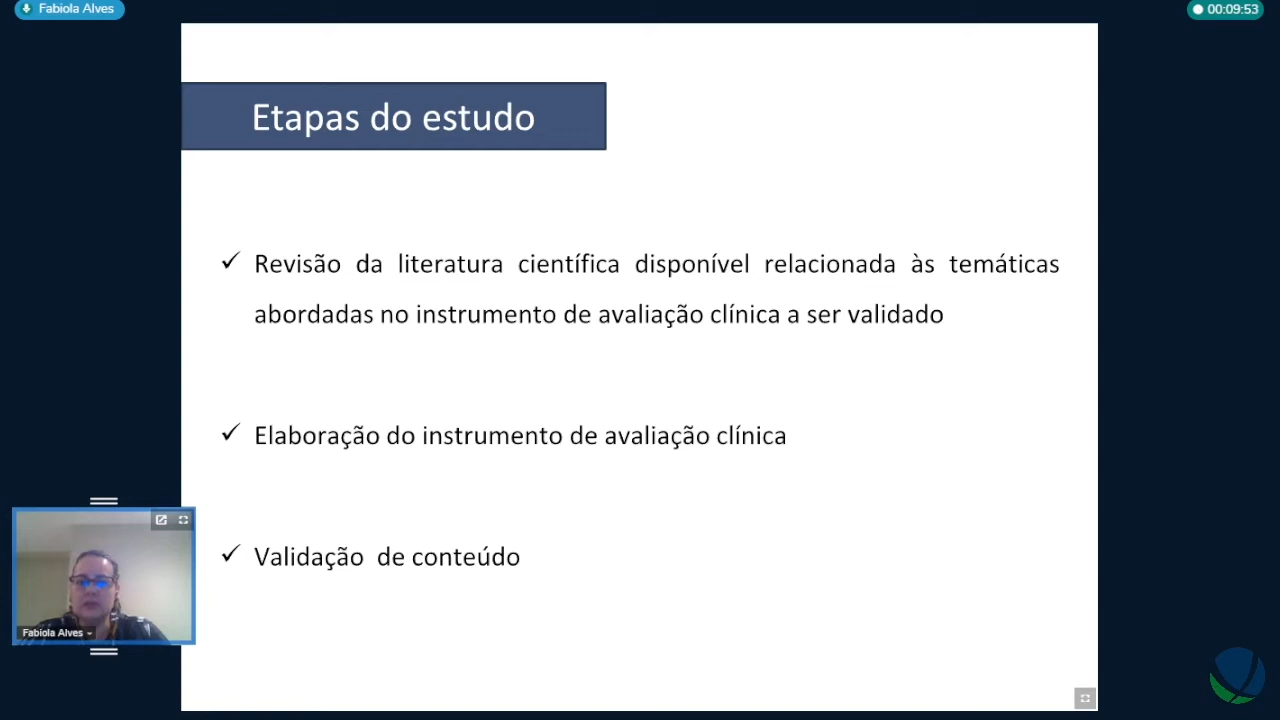 Fabiola Alves
00:09:53
Etapas do estudo
✓ Revisão da literatura científica disponível relacionada às temáticas
abordadas no instrumento de avaliação clínica a ser validado
✓ Elaboração do instrumento de avaliação clínica
✓ Validação de conteúdo
Fabiola Alves